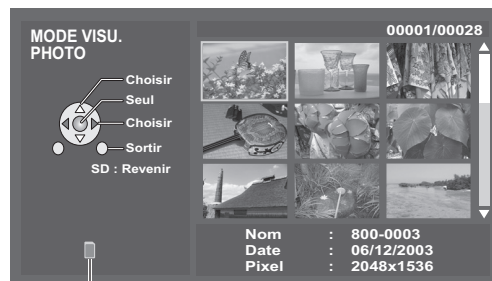 MODE VISU.
PHOTO
Choisir
Seul
Choisir
Sortir
SD : Revenir
00001/00028
Nom : 800-0003
Date : 06/12/2003
Pixel : 2048x1536